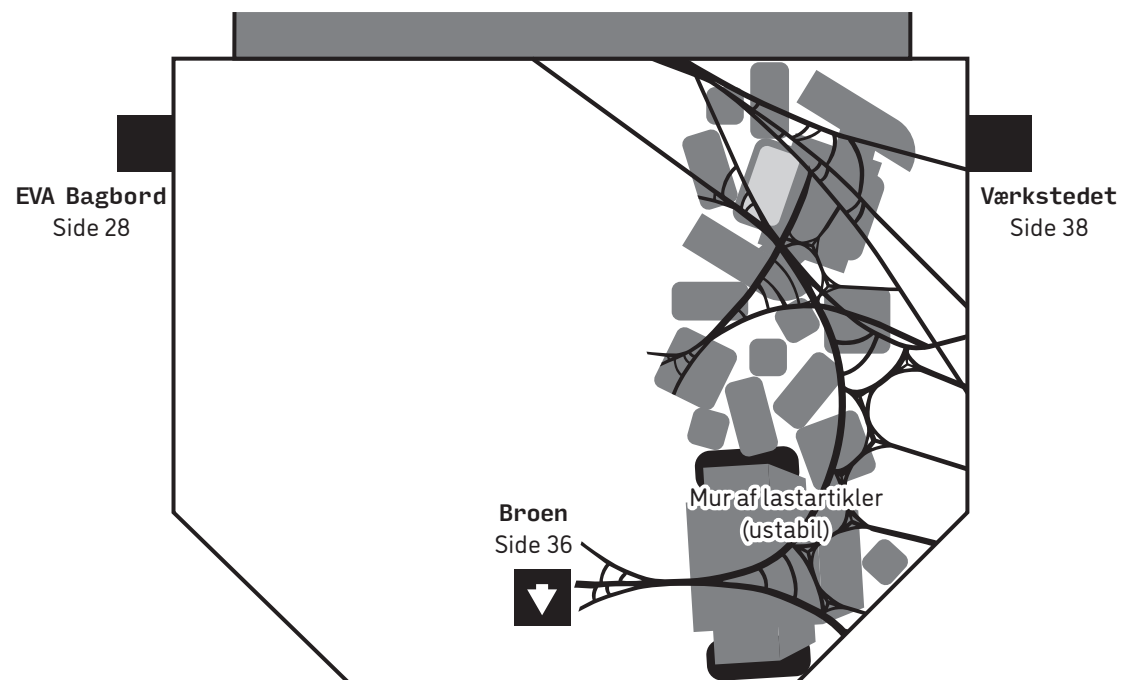 EVA Bagbord
Side 28
Værkstedet
Side 38
Mur af lastartikler
(ustabil)
Broen
Side 36